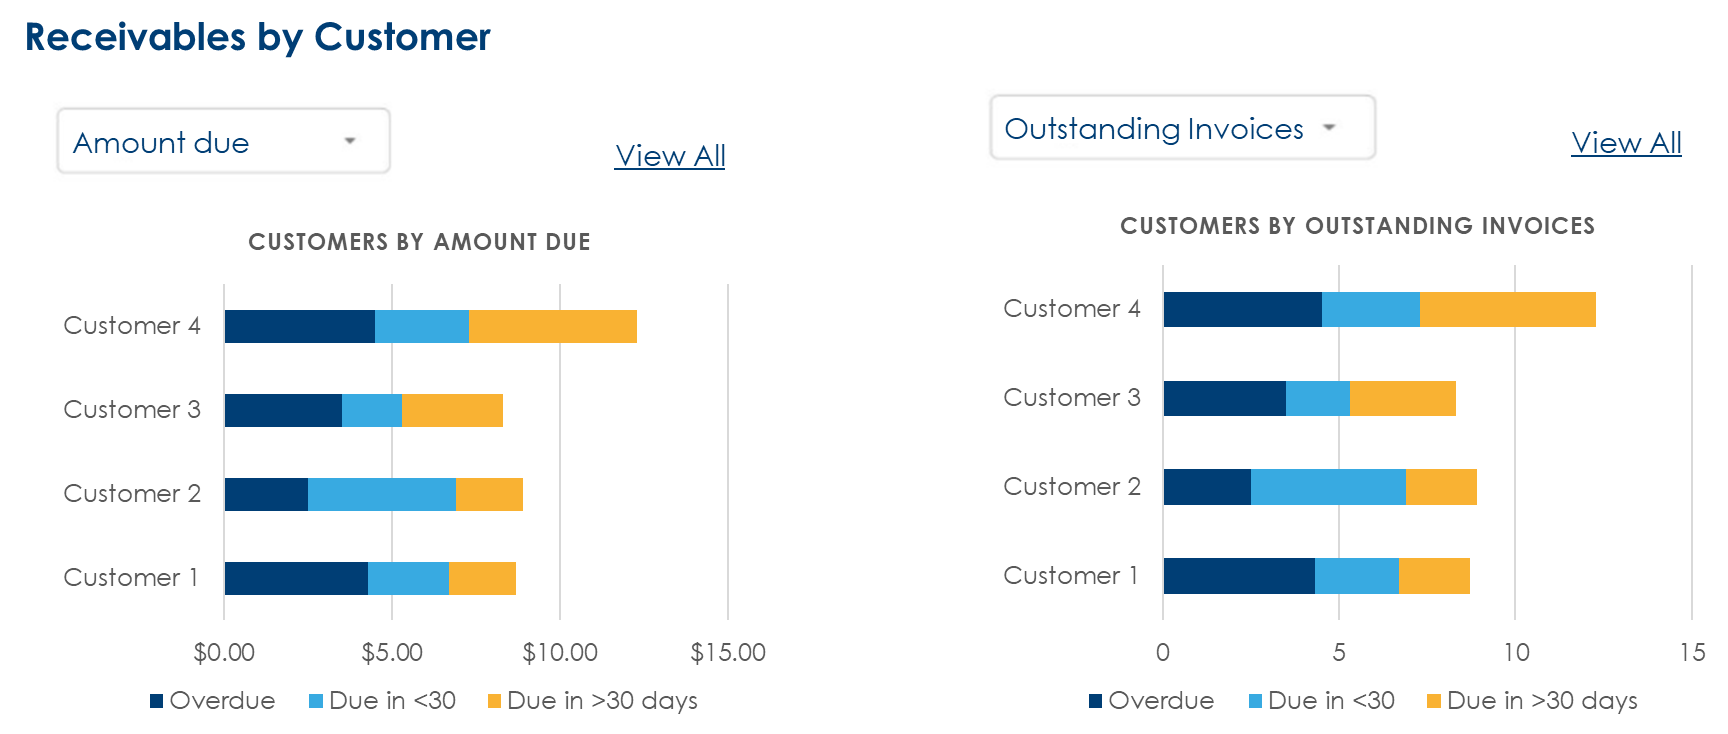 Receivables by Customer
Amount due
View All
CUSTOMERS BY AMOUNT DUE
Customer 4
Customer 3
Customer 2
Customer 1
$0.00 $5.00 $10.00 $15.00
Overdue Due in <30 Due in >30 days
Outstanding Invoices
View All
CUSTOMERS BY OUTSTANDING INVOICES
Customer 4
Customer 3
Customer 2
Customer 1
0 5 10 15
Overdue Due in <30 Due in >30 days